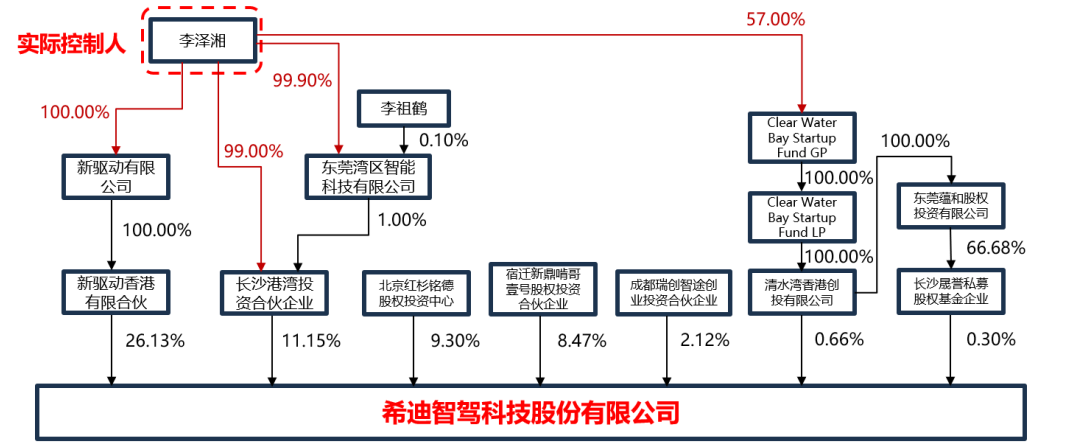 57.00%
实际控制人
李泽湘
99.90%
100.00%
李祖鹤
0.10%
Clear Water
Bay Startup
Fund GP
100.00%
99.00%
新驱动有限
公司
东莞湾区智能
科技有限公司
100.00%
东莞蕴和股权
投资有限公司
Clear Water
Bay Startup
Fund LP
1.00%
100.00%
66.68%
100.00%
新驱动香港
有限合伙
长沙港湾投
资合伙企业
北京红杉铭德
股权投资中心
宿迁新鼎啃哥
壹号股权投资
合伙企业
成都瑞创智途创
业投资合伙企业
清水湾香港创
投有限公司
长沙晟誉私募
股权基金企业
26.13%
11.15%
9.30%
8.47%
2.12%
0.66%
0.30%
希迪智驾科技股份有限公司